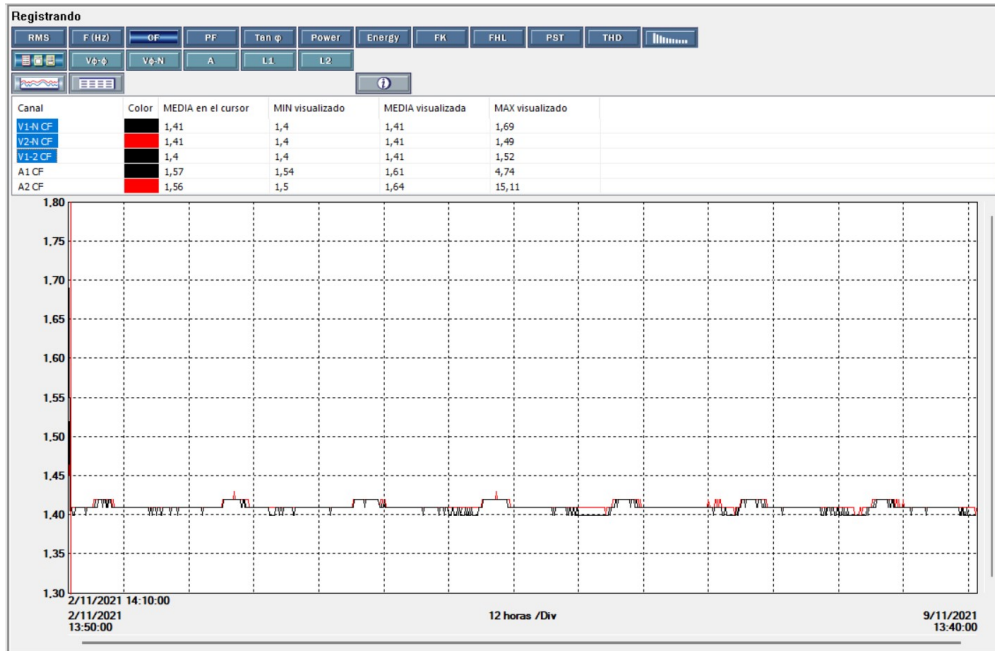 Registrando
RMS F (Hz) CF PF Tan φ Power Energy FK FHL PST THD
Vϕ-ϕ Vϕ-N A L1 L2
Canal Color MEDIA en el cursor MIN visualizado MEDIA visualizada MAX visualizado
V1-N CF 1,41 1,4 1,41 1,69
V2-N CF 1,41 1,4 1,41 1,49
V1-2 CF 1,4 1,4 1,41 1,52
A1 CF 1,57 1,54 1,61 4,74
A2 CF 1,56 1,5 1,64 15,11
1,80
1,75
1,70
1,65
1,60
1,55
1,50
1,45
1,40
1,35
1,30
2/11/2021 14:10:00
2/11/2021 12 horas /Div 9/11/2021
13:50:00 13:40:00